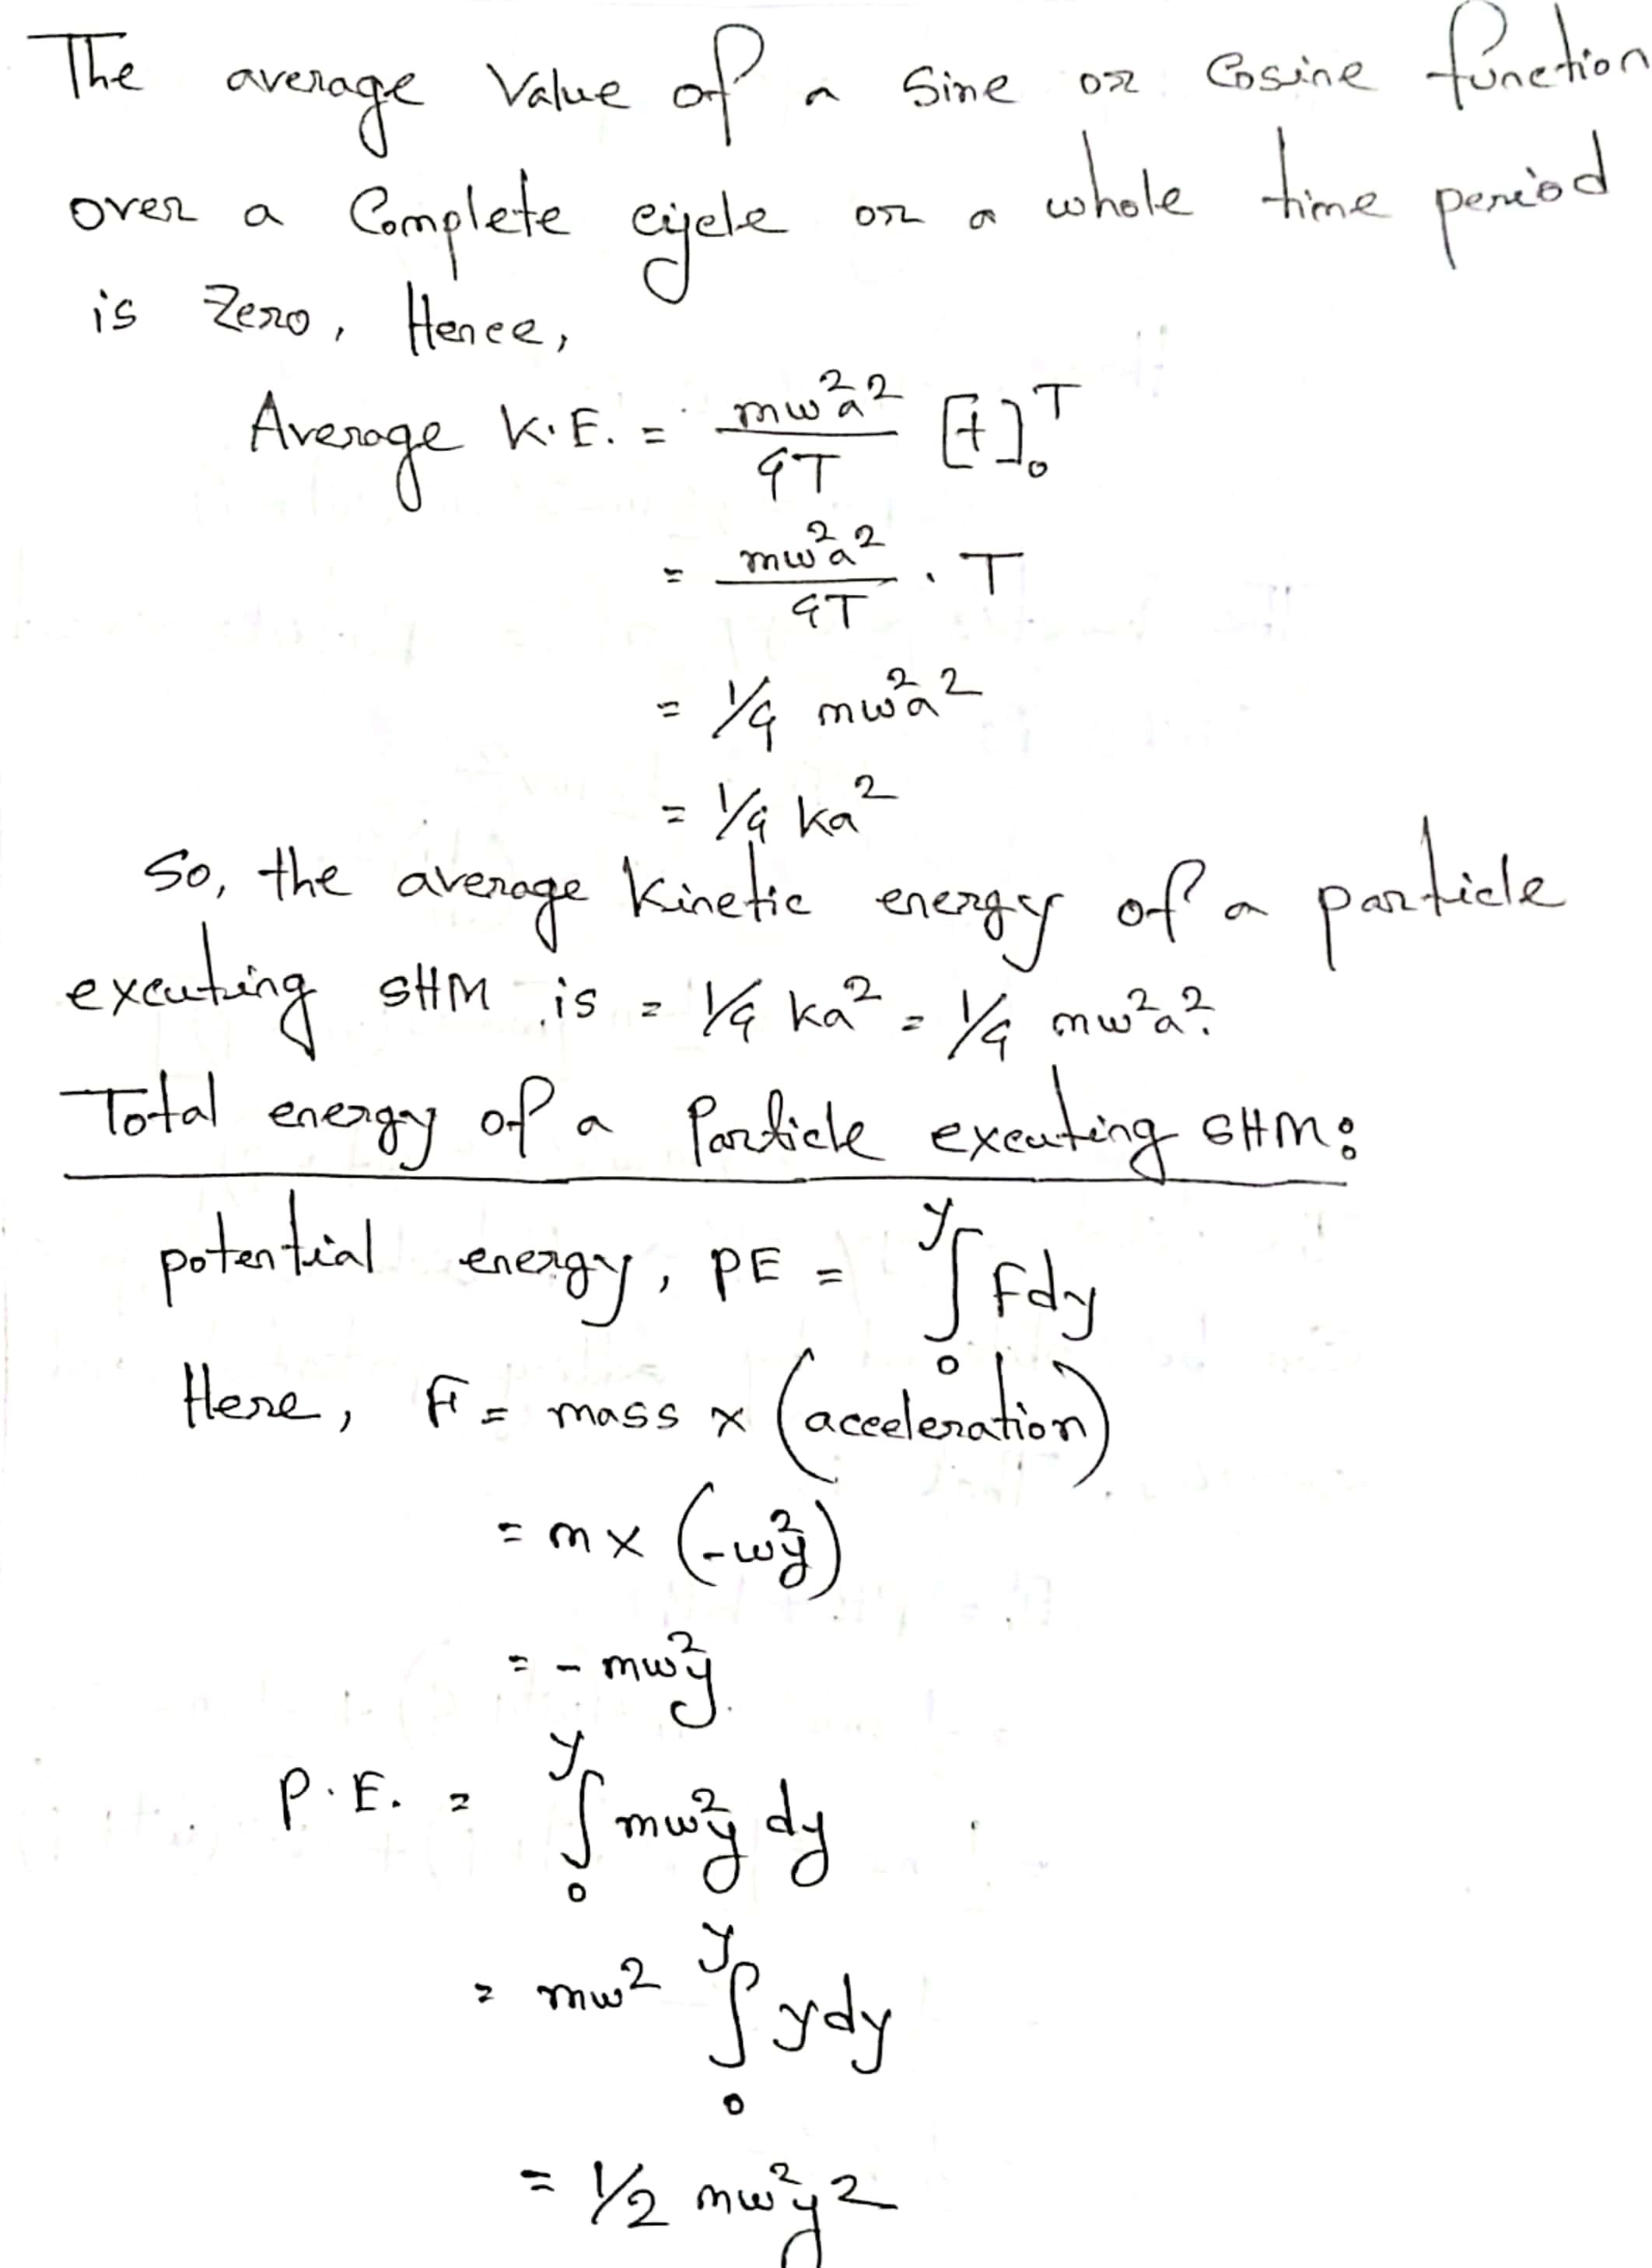 The average Value of a Sine or Cosine function
over a Complete cycle or a whole time period
is Zero, Hence,
Average K.E. = mω²a²/4T [t]₀ᵀ
= mω²a²/4T . T
= 1/4 mω²a²
= 1/4 ka²
So, the average Kinetic energy of a particle
excuting SHM is = 1/4 ka² = 1/4 mω²a².
Total energy of a Particle excuting SHM:
potential energy, PE = ∫₀ʸ Fdy
Here, F = mass x (acceleration)
= m x (-ω²y)
= - mω²y.
P.E. = ∫₀ʸ mω²y dy
= mω² ∫₀ʸ ydy
= 1/2 mω²y²